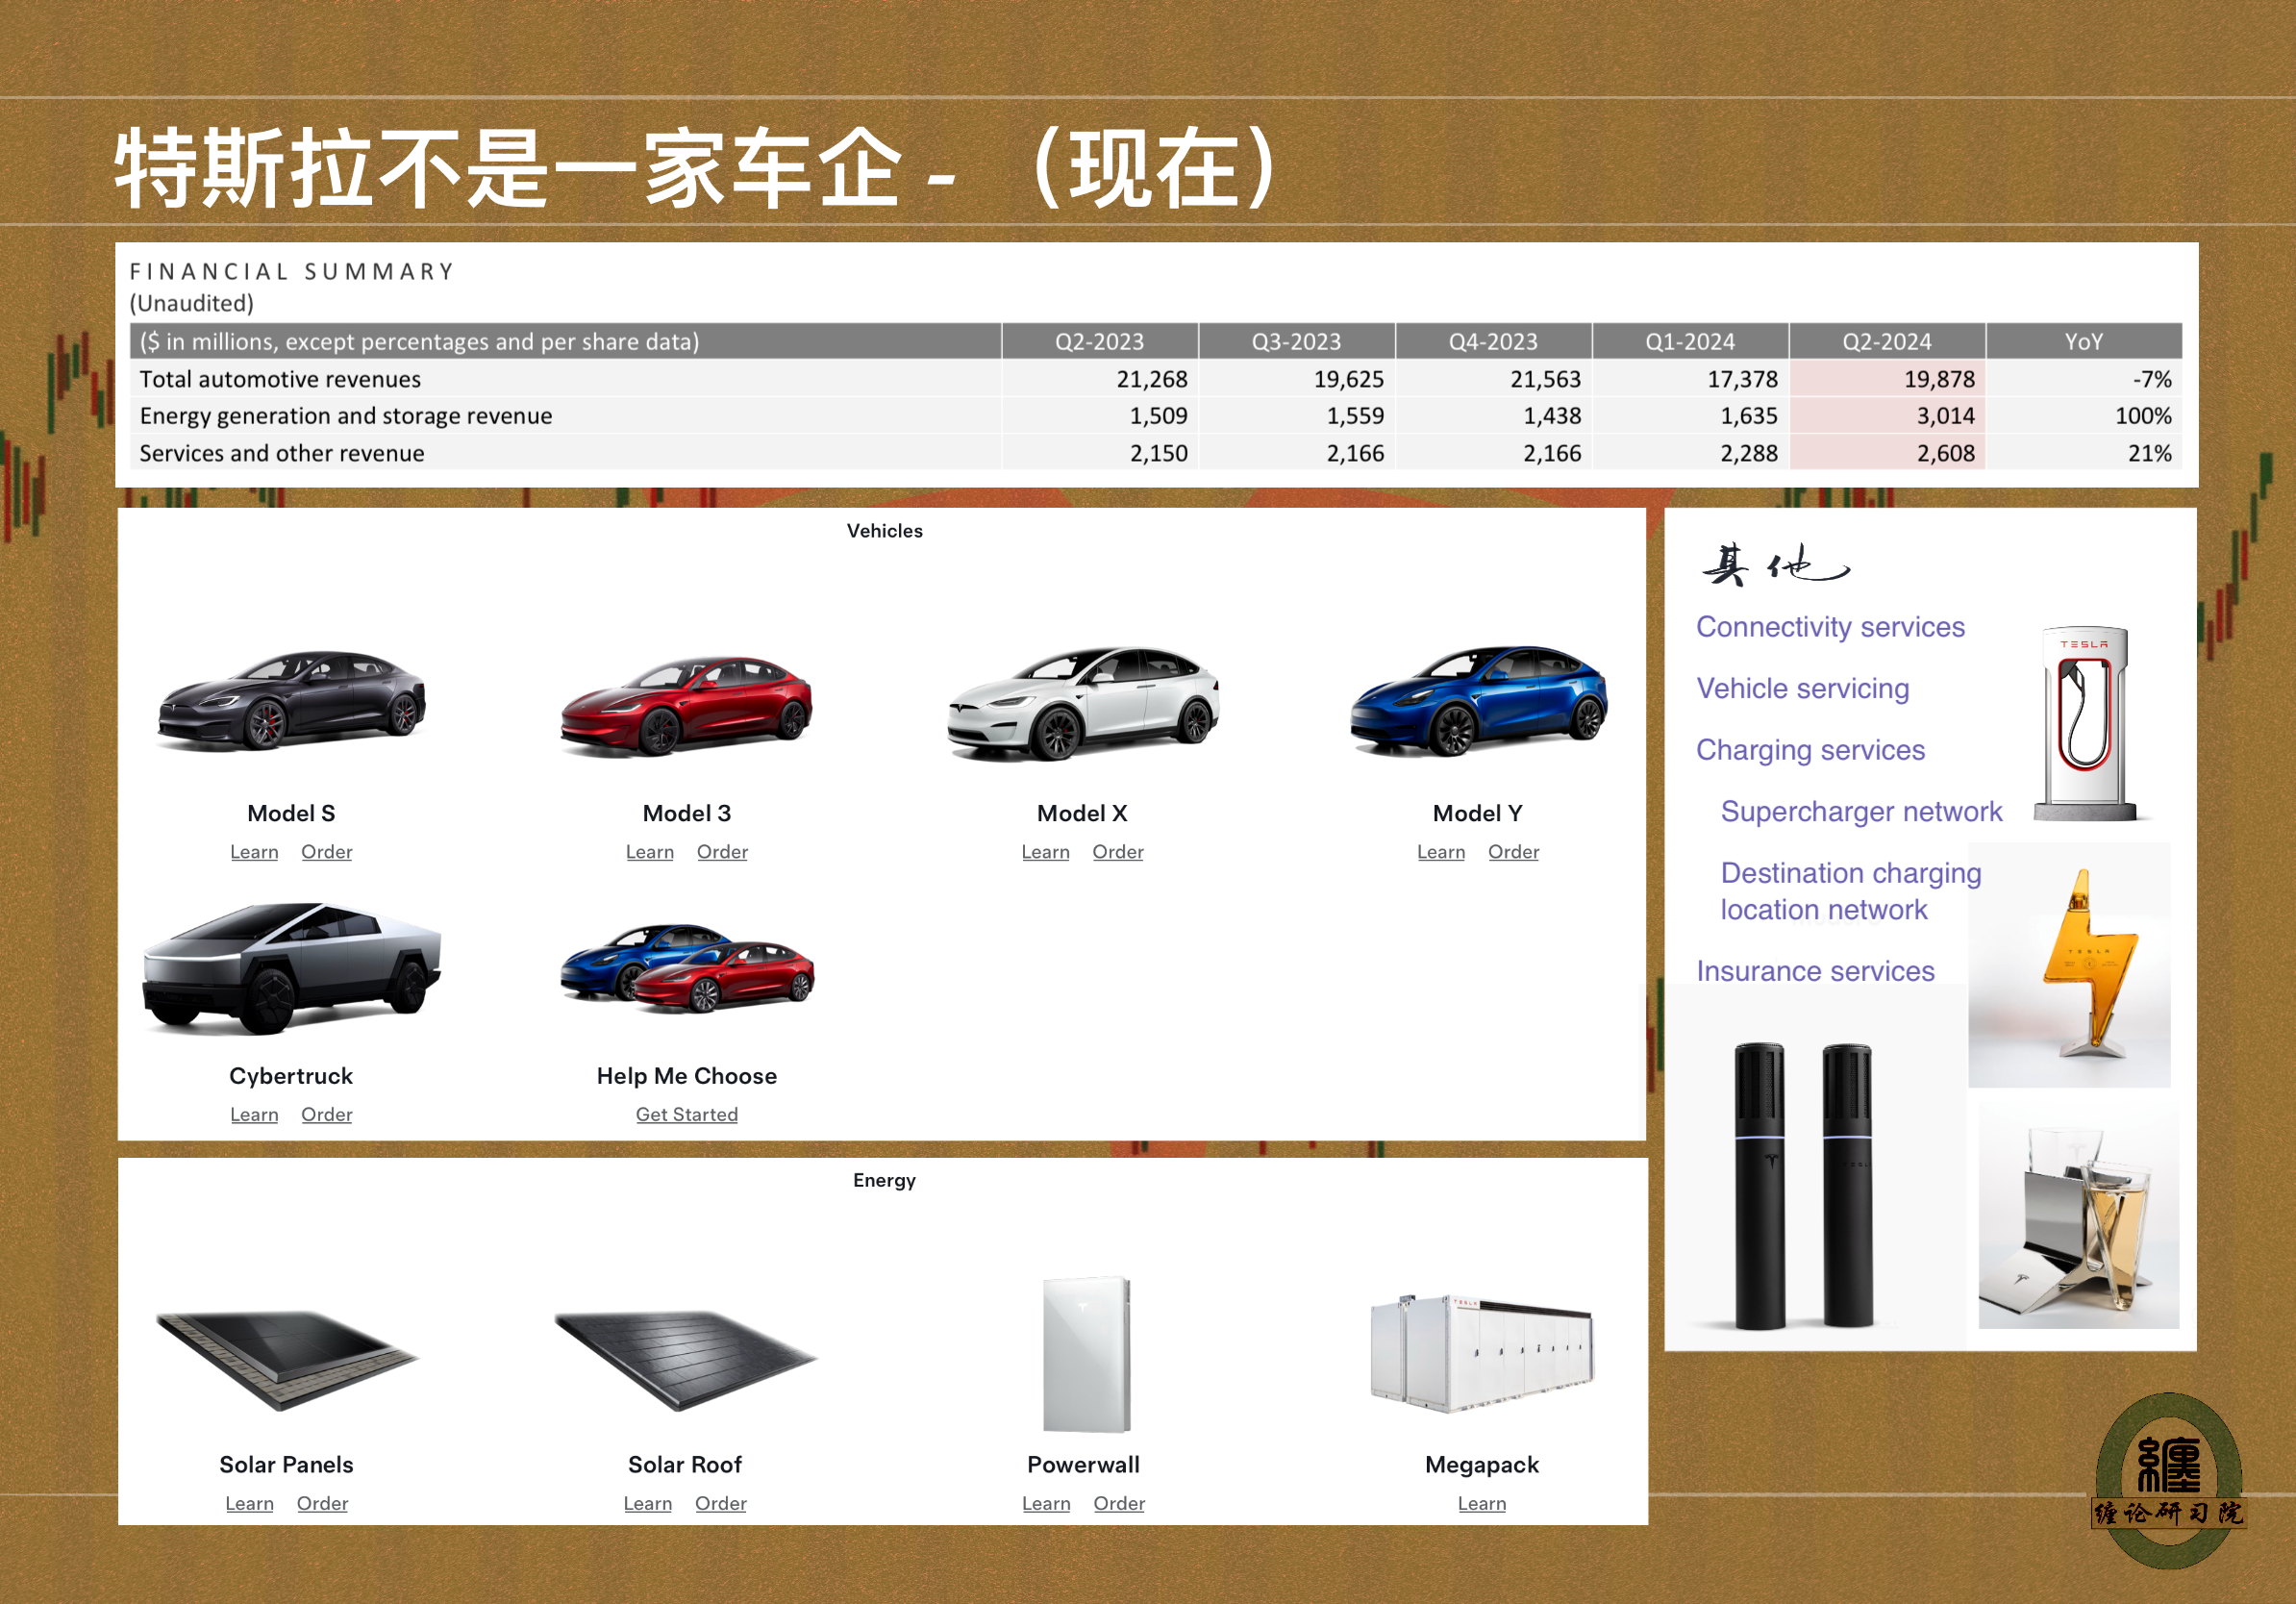 特斯拉不是一家车企 - （现在）
FINANCIAL SUMMARY
(Unaudited)
($ in millions, except percentages and per share data) Q2-2023 Q3-2023 Q4-2023 Q1-2024 Q2-2024 YoY
Total automotive revenues 21,268 19,625 21,563 17,378 19,878 -7%
Energy generation and storage revenue 1,509 1,559 1,438 1,635 3,014 100%
Services and other revenue 2,150 2,166 2,166 2,288 2,608 21%
Vehicles
Model S Model 3 Model X Model Y
Learn Order Learn Order Learn Order Learn Order
Cybertruck Help Me Choose
Learn Order Get Started
Energy
Solar Panels Solar Roof Powerwall Megapack
Learn Order Learn Order Learn Order Learn
其他
Connectivity services
Vehicle servicing
Charging services
Supercharger network
Destination charging
location network
Insurance services
TESLA
TESLA
TESLA
TESLA
纏
缠论研习院